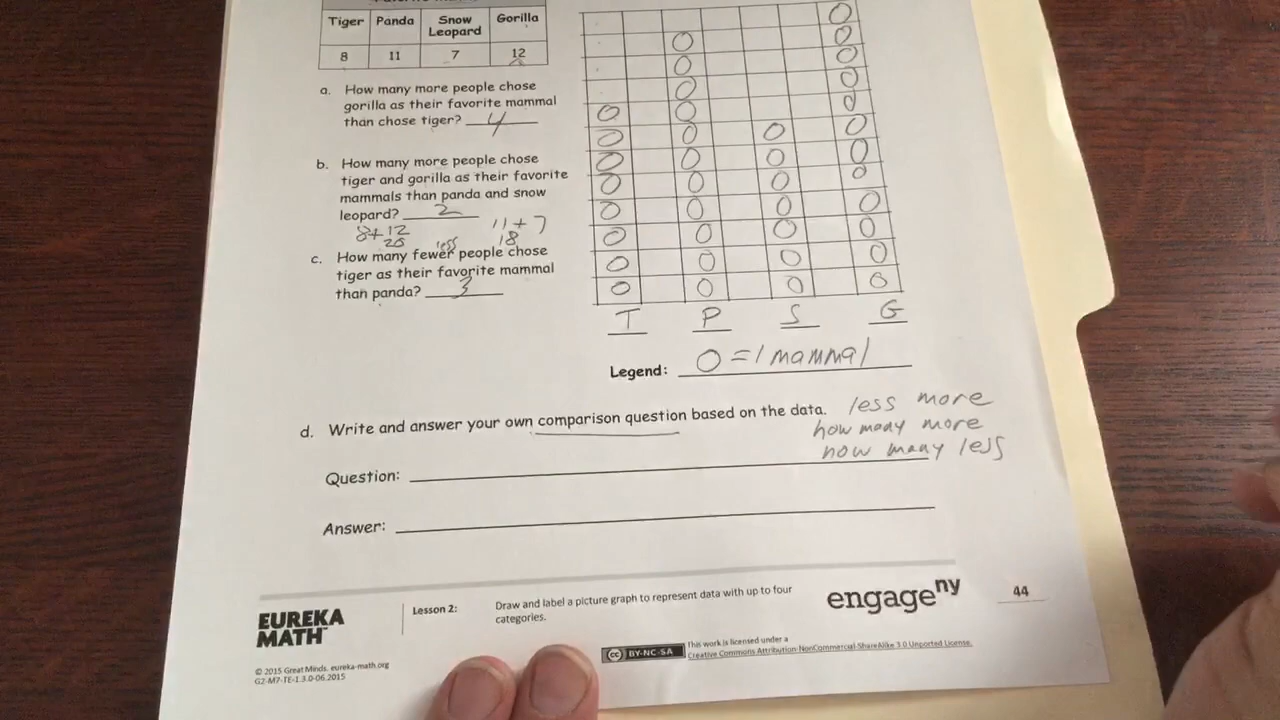 Tiger Panda Snow Leopard Gorilla
8 11 7 12
a. How many more people chose
gorilla as their favorite mammal
than chose tiger? 4
b. How many more people chose
tiger and gorilla as their favorite
mammals than panda and snow
leopard? 2
8+12 11+7
20 18
less
c. How many fewer people chose
tiger as their favorite mammal
than panda? 3
T P S G
Legend: O = 1 mammal
d. Write and answer your own comparison question based on the data.
less more
how many more
how many less
Question:
Answer:
EUREKA
MATH™
Lesson 2:
Draw and label a picture graph to represent data with up to four
categories.
engageny
44
© 2015 Great Minds. eureka-math.org
G2-M7-TE-1.3.0-06.2015
cc BY-NC-SA
This work is licensed under a
Creative Commons Attribution-NonCommercial-ShareAlike 3.0 Unported License.